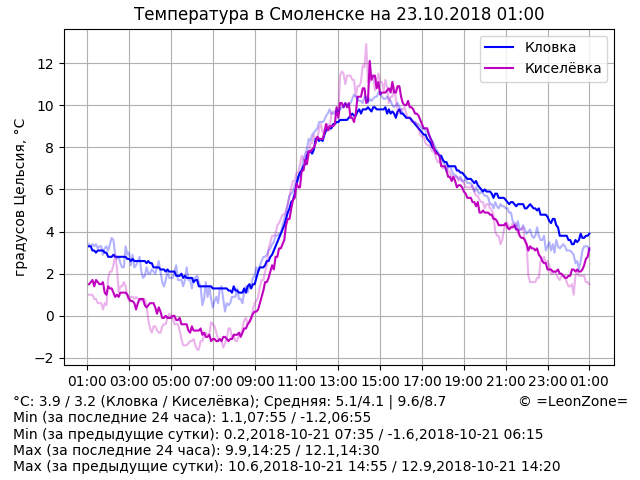 Температура в Смоленске на 23.10.2018 01:00
Кловка
Киселёвка
градусов Цельсия, °C
12
10
8
6
4
2
0
−2
01:00 03:00 05:00 07:00 09:00 11:00 13:00 15:00 17:00 19:00 21:00 23:00 01:00
°C: 3.9 / 3.2 (Кловка / Киселёвка); Средняя: 5.1/4.1 | 9.6/8.7 © =LeonZone=
Min (за последние 24 часа): 1.1,07:55 / -1.2,06:55
Min (за предыдущие сутки): 0.2,2018-10-21 07:35 / -1.6,2018-10-21 06:15
Max (за последние 24 часа): 9.9,14:25 / 12.1,14:30
Max (за предыдущие сутки): 10.6,2018-10-21 14:55 / 12.9,2018-10-21 14:20